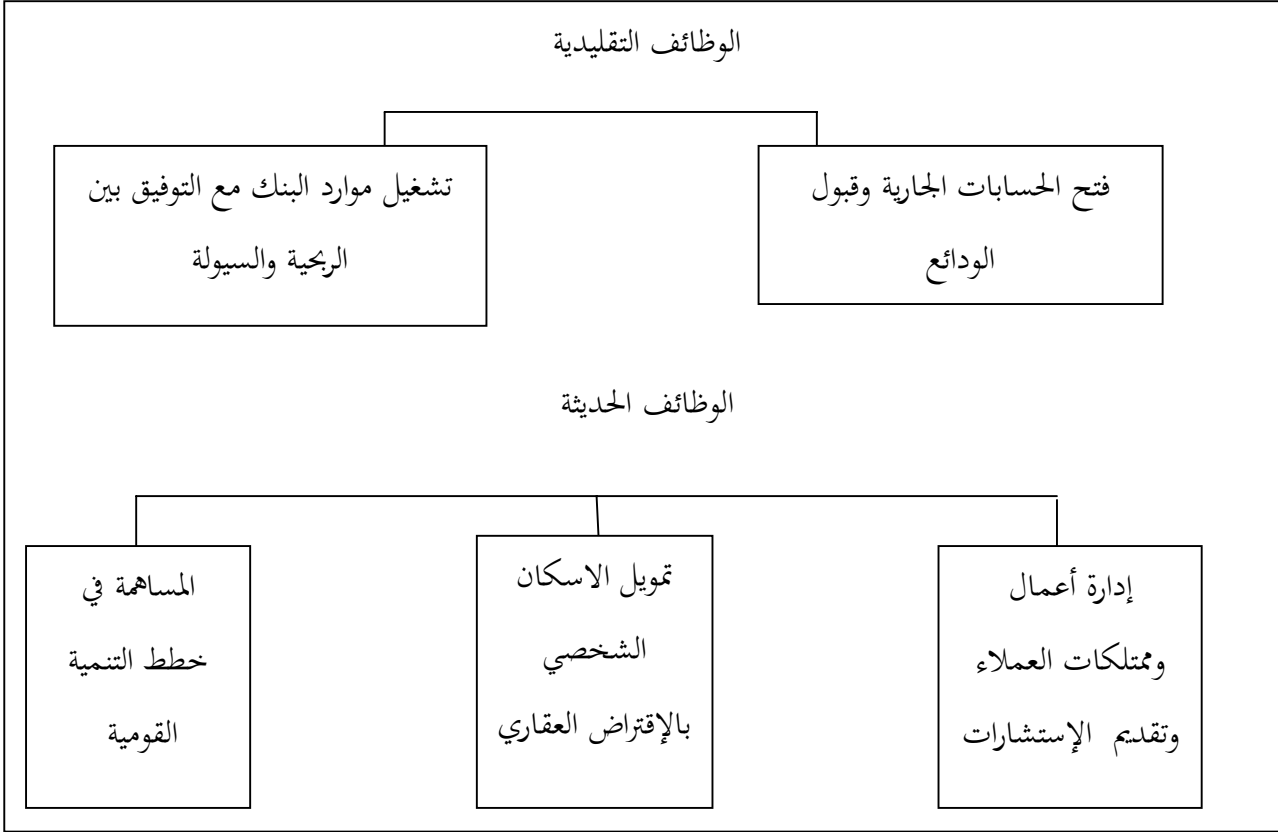 الوظائف التقليدية
فتح الحسابات الجارية وقبول
الودائع
تشغيل موارد البنك مع التوفيق بين
الربحية والسيولة
الوظائف الحديثة
إدارة أعمال
وممتلكات العملاء
وتقديم الإستشارات
تمويل الاسكان
الشخصي
بالإقتراض العقاري
المساهمة في
خطط التنمية
القومية